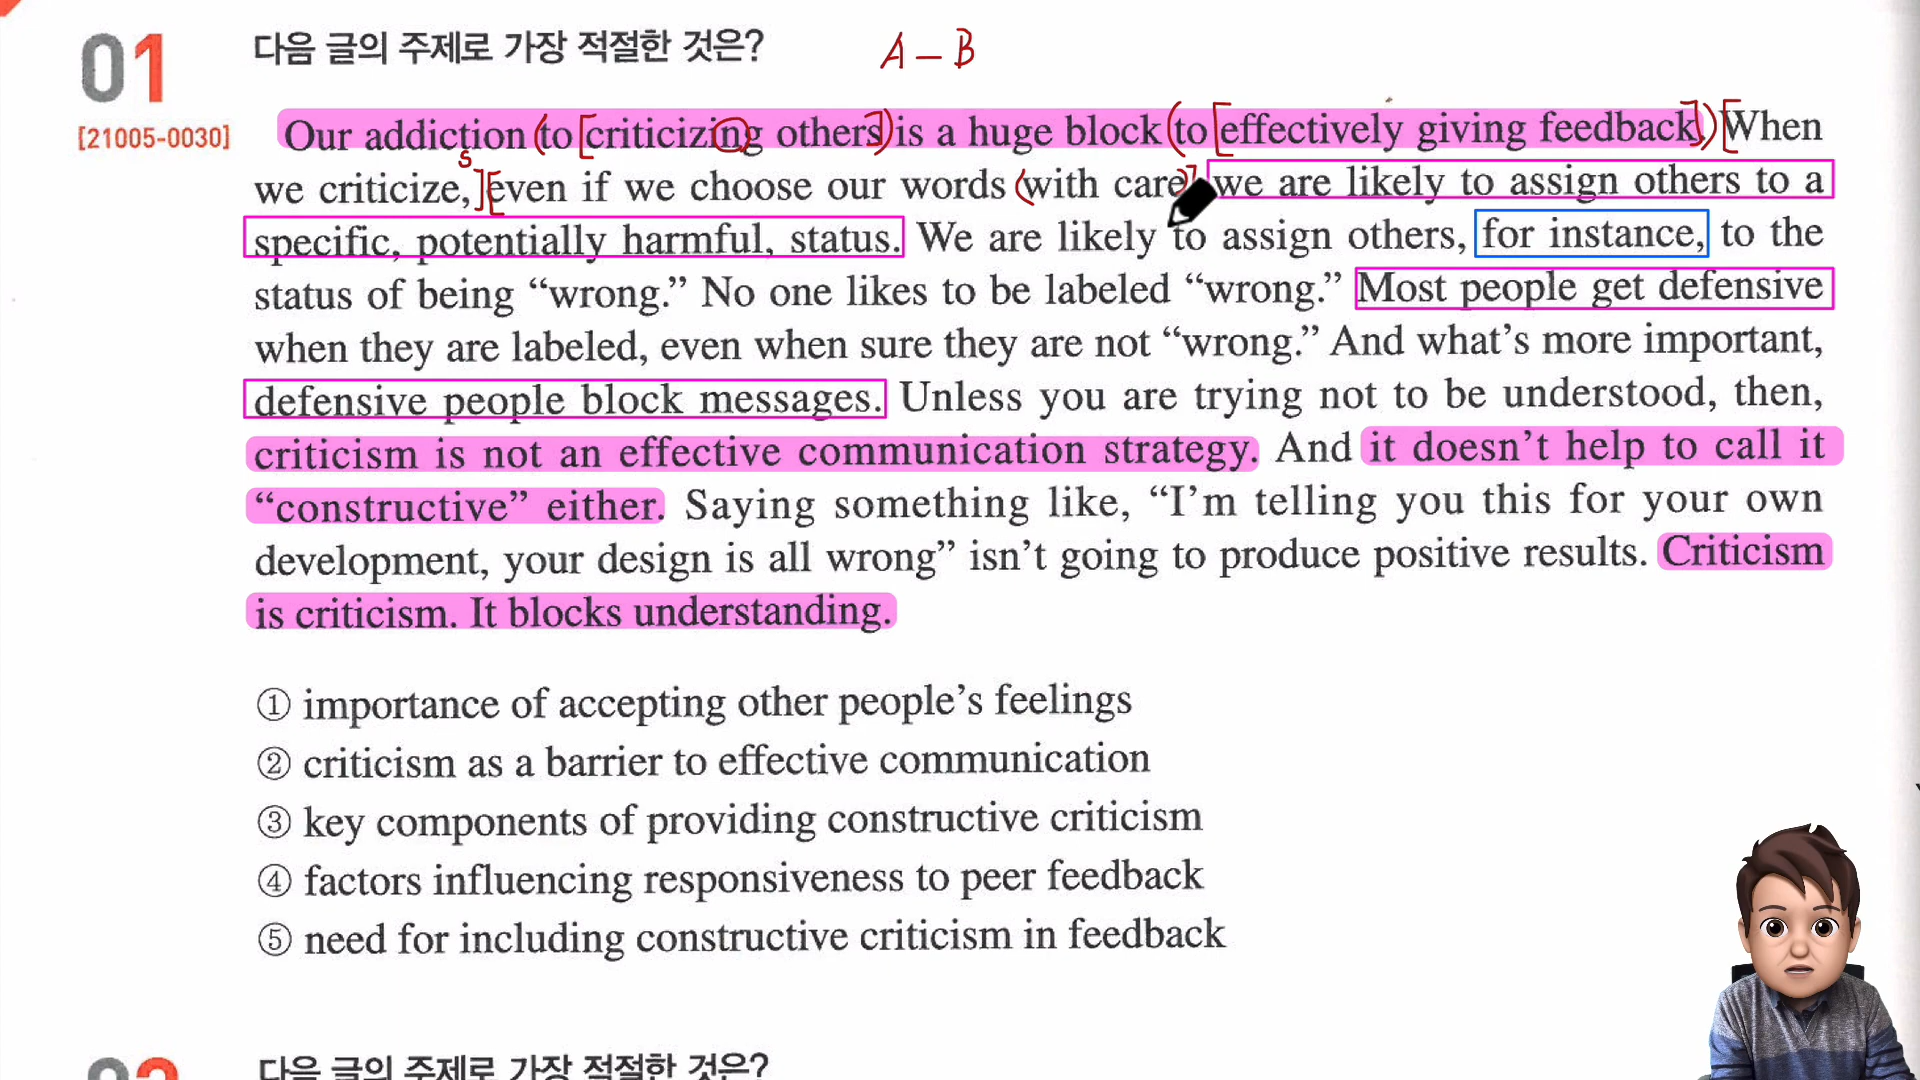 01 다음 글의 주제로 가장 적절한 것은? A – B
[21005-0030]
Our addiction (to [criticizing others]) is a huge block (to [effectively giving feedback.]) [When
s
we criticize,] [even if we choose our words (with care] we are likely to assign others to a
specific, potentially harmful, status. We are likely to assign others, for instance, to the
status of being “wrong.” No one likes to be labeled “wrong.” Most people get defensive
when they are labeled, even when sure they are not “wrong.” And what’s more important,
defensive people block messages. Unless you are trying not to be understood, then,
criticism is not an effective communication strategy. And it doesn’t help to call it
“constructive” either. Saying something like, “I’m telling you this for your own
development, your design is all wrong” isn’t going to produce positive results. Criticism
is criticism. It blocks understanding.
① importance of accepting other people’s feelings
② criticism as a barrier to effective communication
③ key components of providing constructive criticism
④ factors influencing responsiveness to peer feedback
⑤ need for including constructive criticism in feedback
다음 글의 주제로 가장 적절한 것은?